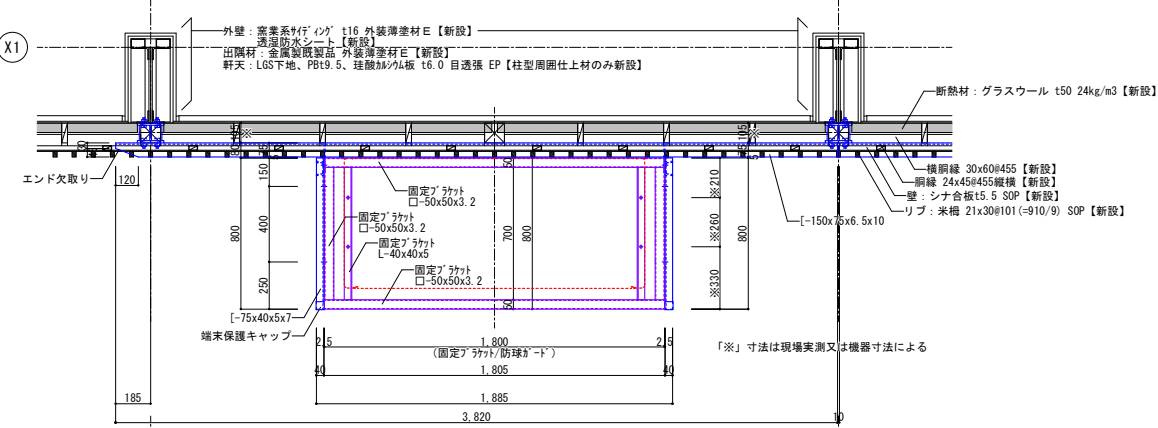 X1
外壁：窯業系ｻｲﾃﾞｨﾝｸﾞ t16 外装薄塗材Ｅ【新設】
透湿防水シート【新設】
出隅材：金属製既製品 外装薄塗材Ｅ【新設】
軒天：LGS下地、PBt9.5、珪酸ｶﾙｼｳﾑ板 t6.0 目透張 EP【柱型周囲仕上材のみ新設】
断熱材：グラスウール t50 24kg/m3【新設】
横胴縁 30x60@455【新設】
胴縁 24x45@455縦横【新設】
壁：シナ合板t5.5 SOP【新設】
リブ：米栂 21x30@101(=910/9) SOP【新設】
[-150x75x6.5x10
エンド欠取り
120
30
※
105
※
5
150
400
250
800
固定ﾌﾞﾗｹｯﾄ
□-50x50x3.2
固定ﾌﾞﾗｹｯﾄ
□-50x50x3.2
固定ﾌﾞﾗｹｯﾄ
L-40x40x5
固定ﾌﾞﾗｹｯﾄ
□-50x50x3.2
50
700
800
50
※210
※260
※330
800
[-75x40x5x7
端末保護キャップ
2.5
1,800
2.5
(固定ﾌﾞﾗｹｯﾄ/防球ｶﾞｰﾄﾞ)
40
1,805
40
185
1,885
3,820
10
「※」寸法は現場実測又は機器寸法による